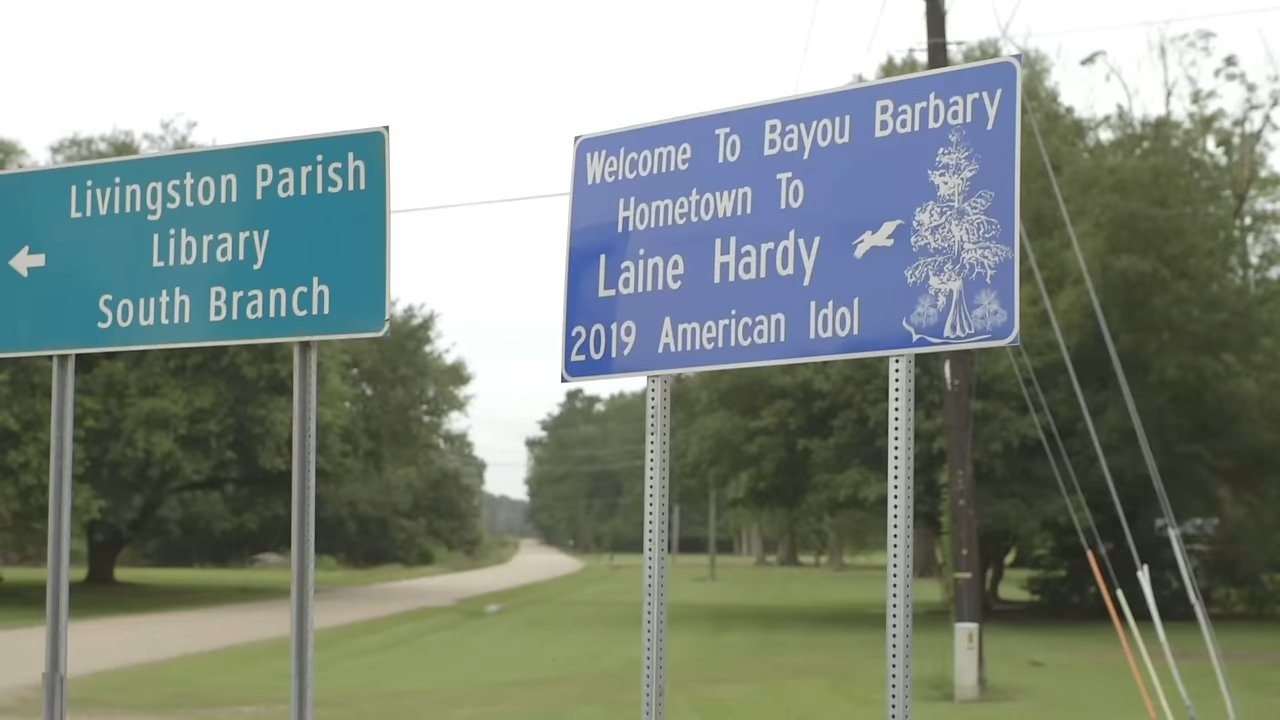 Livingston Parish
Library
South Branch
Welcome To Bayou Barbary
Hometown To
Laine Hardy
2019 American Idol